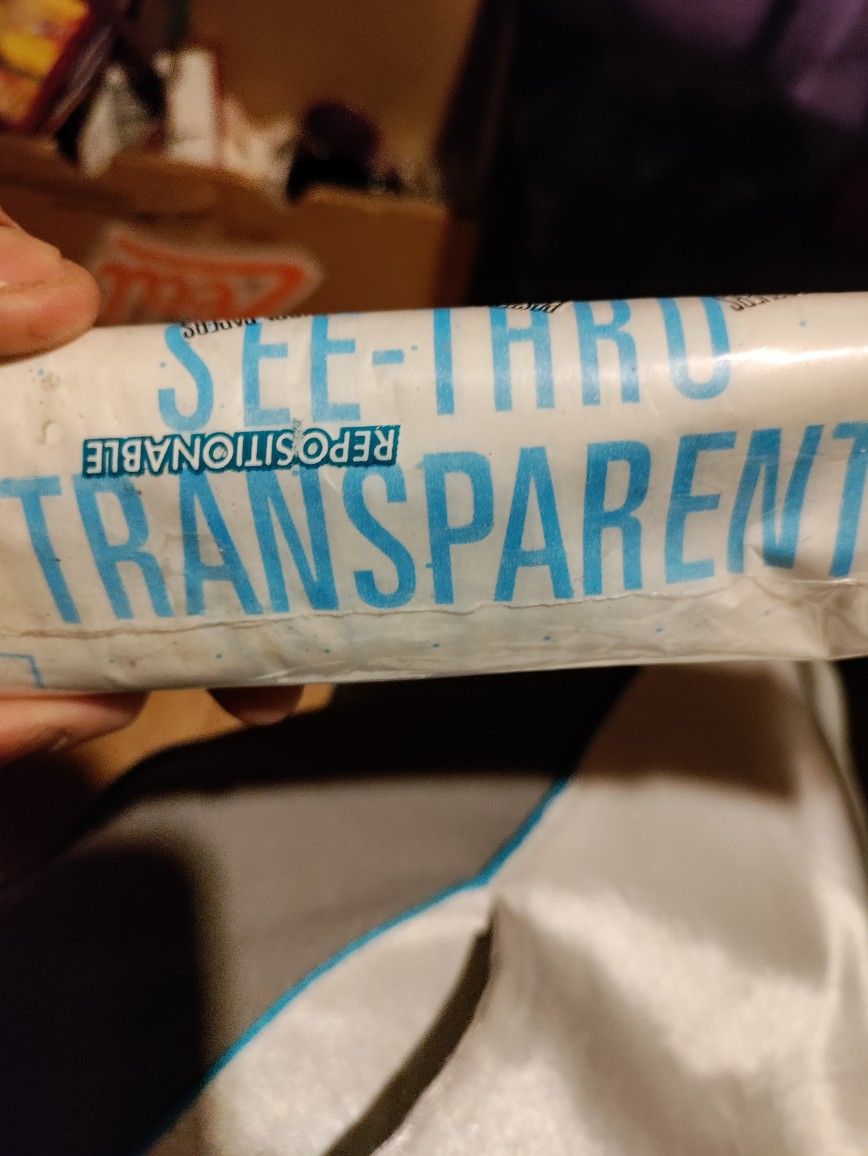 SEE-THRU
REPOSITIONABLE
TRANSPARENT